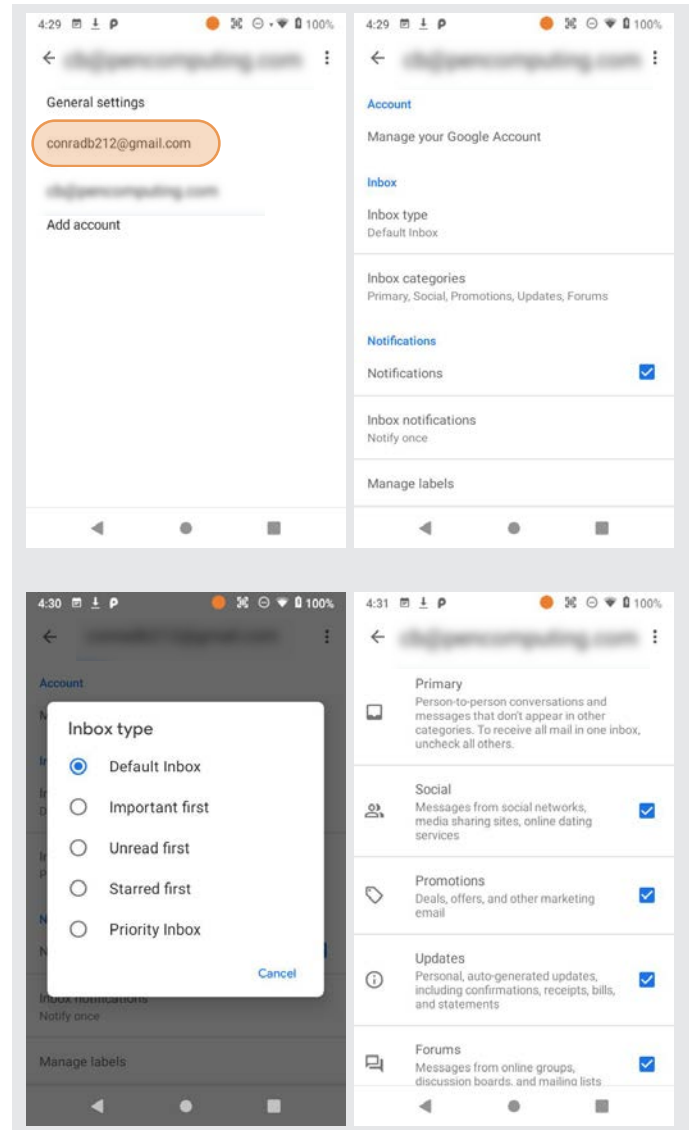 4:29 100%
General settings
conradb212@gmail.com
Add account
4:29 100%
Account
Manage your Google Account
Inbox
Inbox type
Default Inbox
Inbox categories
Primary, Social, Promotions, Updates, Forums
Notifications
Notifications
Inbox notifications
Notify once
Manage labels
4:30 100%
Account
Inbox type
Default Inbox
Important first
Unread first
Starred first
Priority Inbox
Cancel
Inbox notifications
Notify once
Manage labels
4:31 100%
Primary
Person-to-person conversations and
messages that don't appear in other
categories. To receive all mail in one inbox,
uncheck all others.
Social
Messages from social networks,
media sharing sites, online dating
services
Promotions
Deals, offers, and other marketing
email
Updates
Personal, auto-generated updates,
including confirmations, receipts, bills,
and statements
Forums
Messages from online groups,
discussion boards, and mailing lists